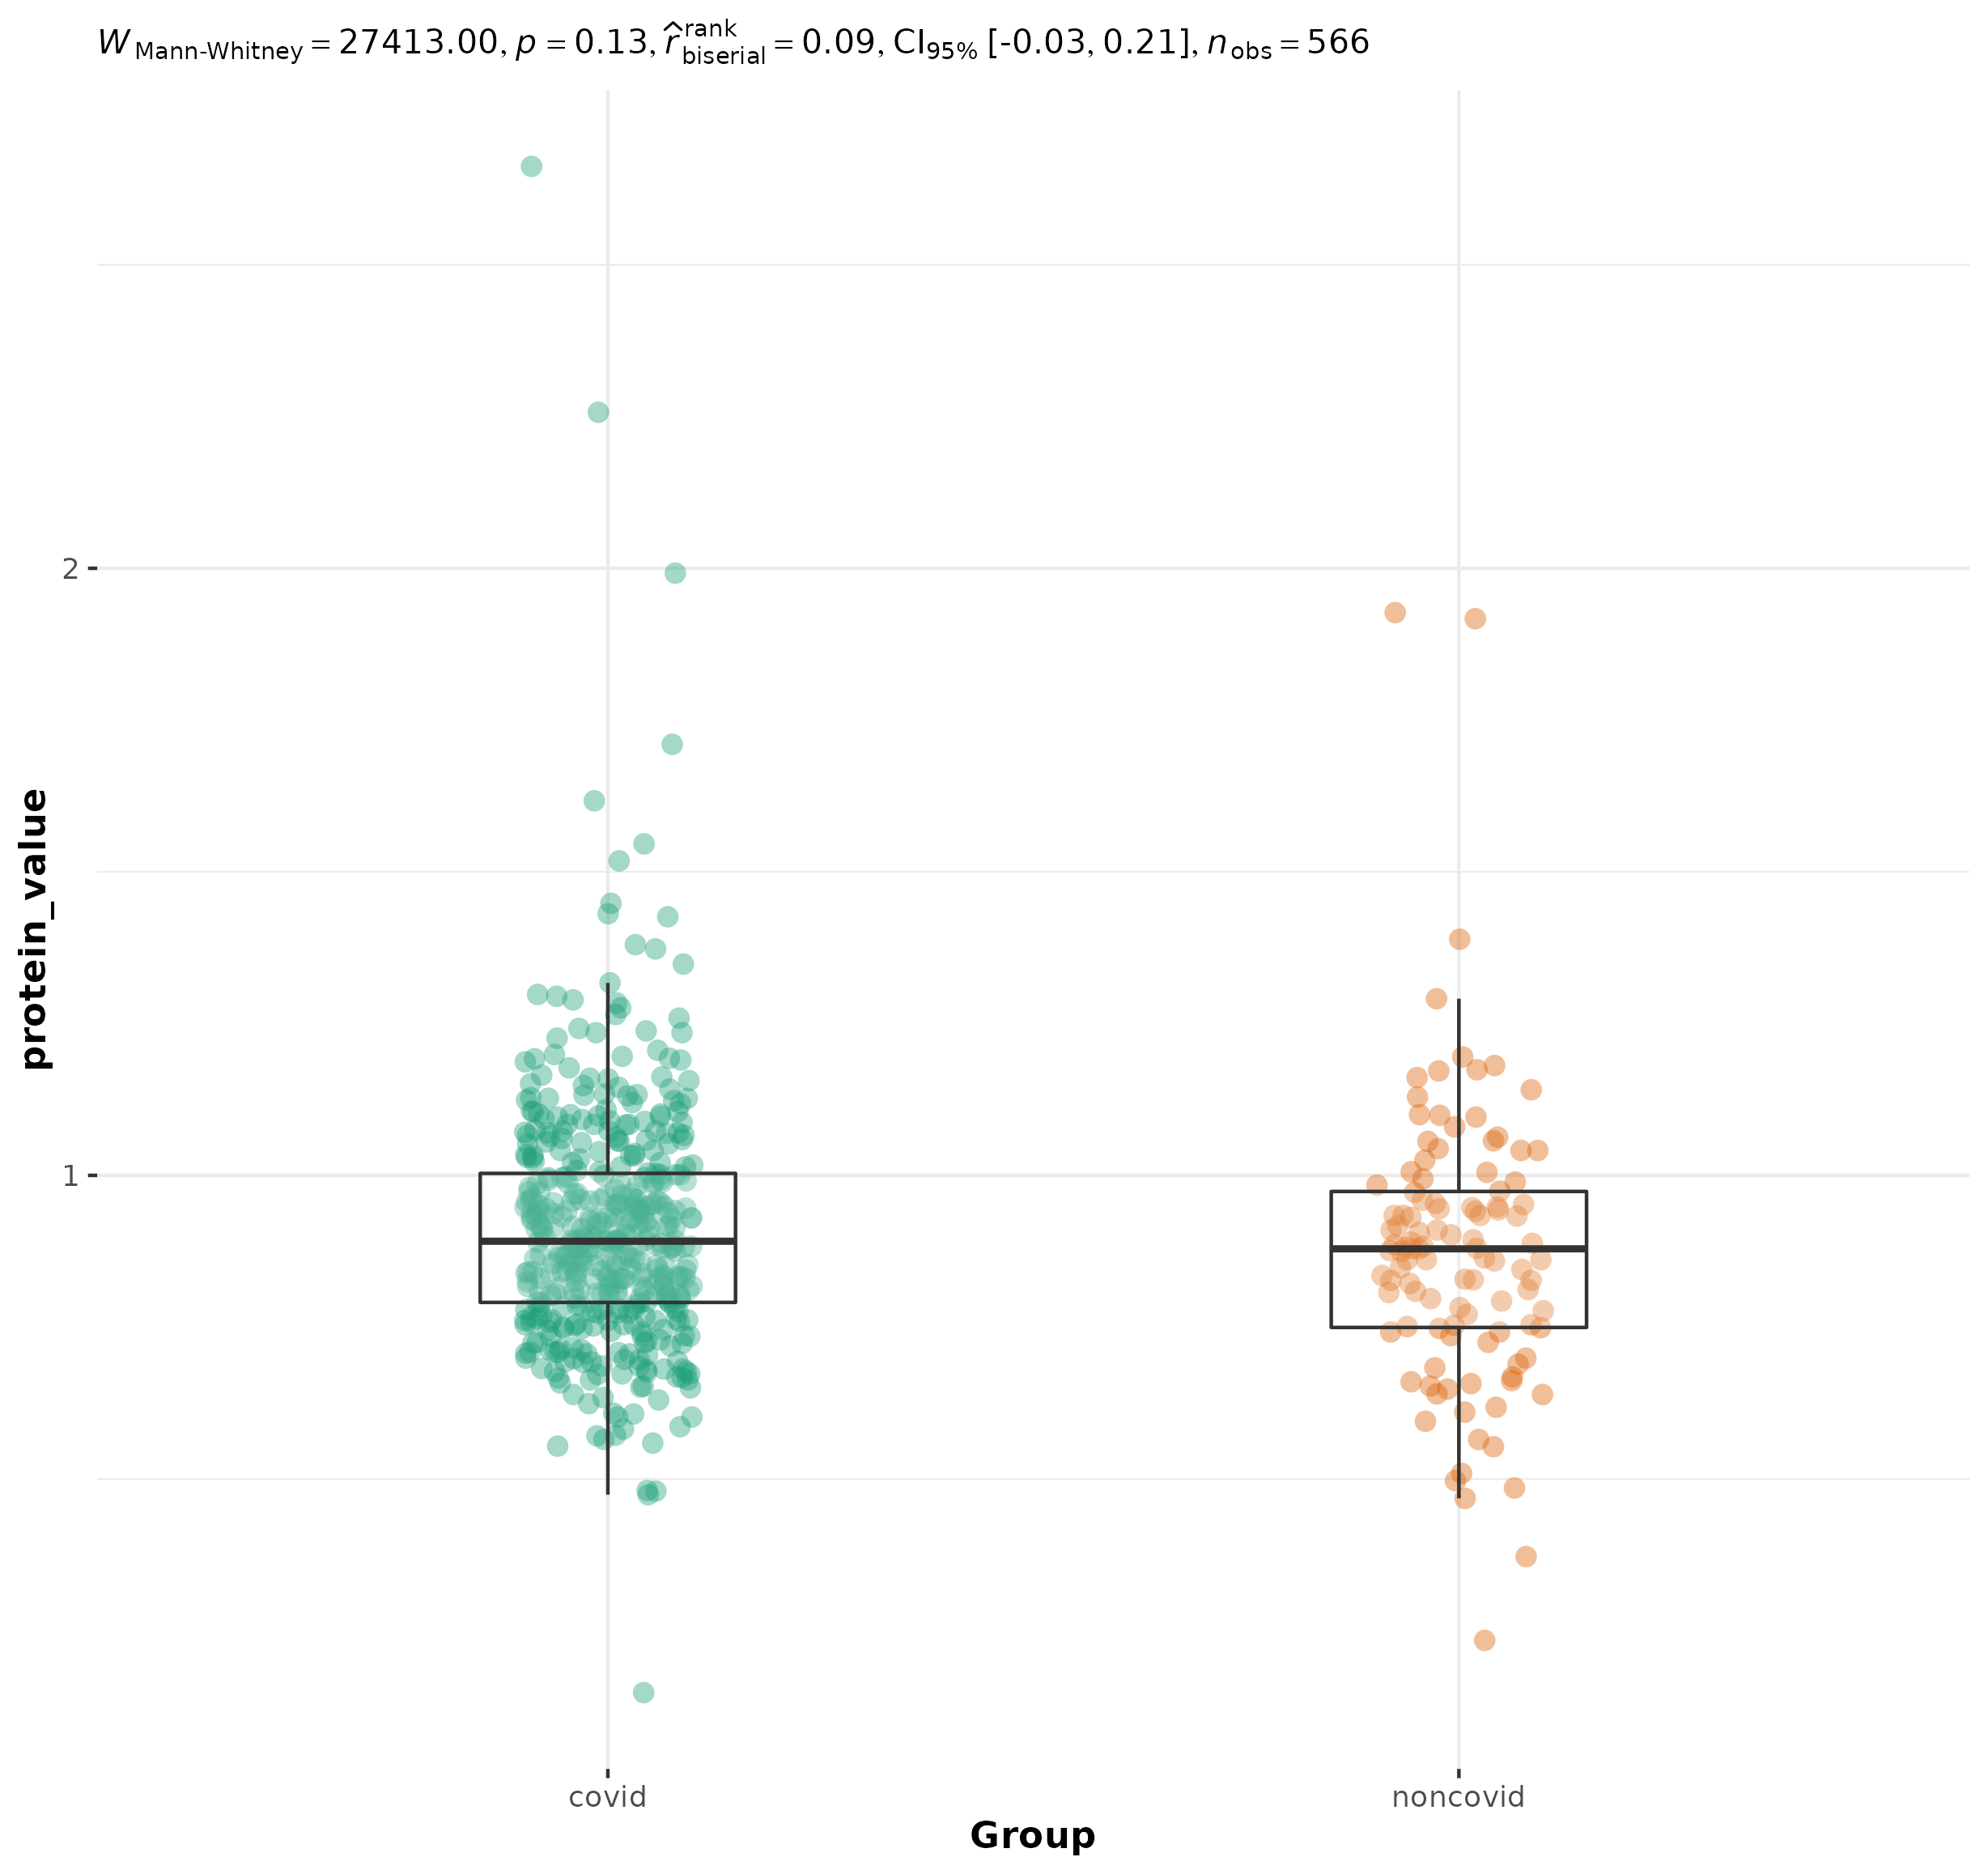 W Mann-Whitney = 27413.00, p = 0.13, r̂ rank biserial = 0.09, CI95% [-0.03, 0.21], n obs = 566
protein_value
2
1
covid noncovid
Group